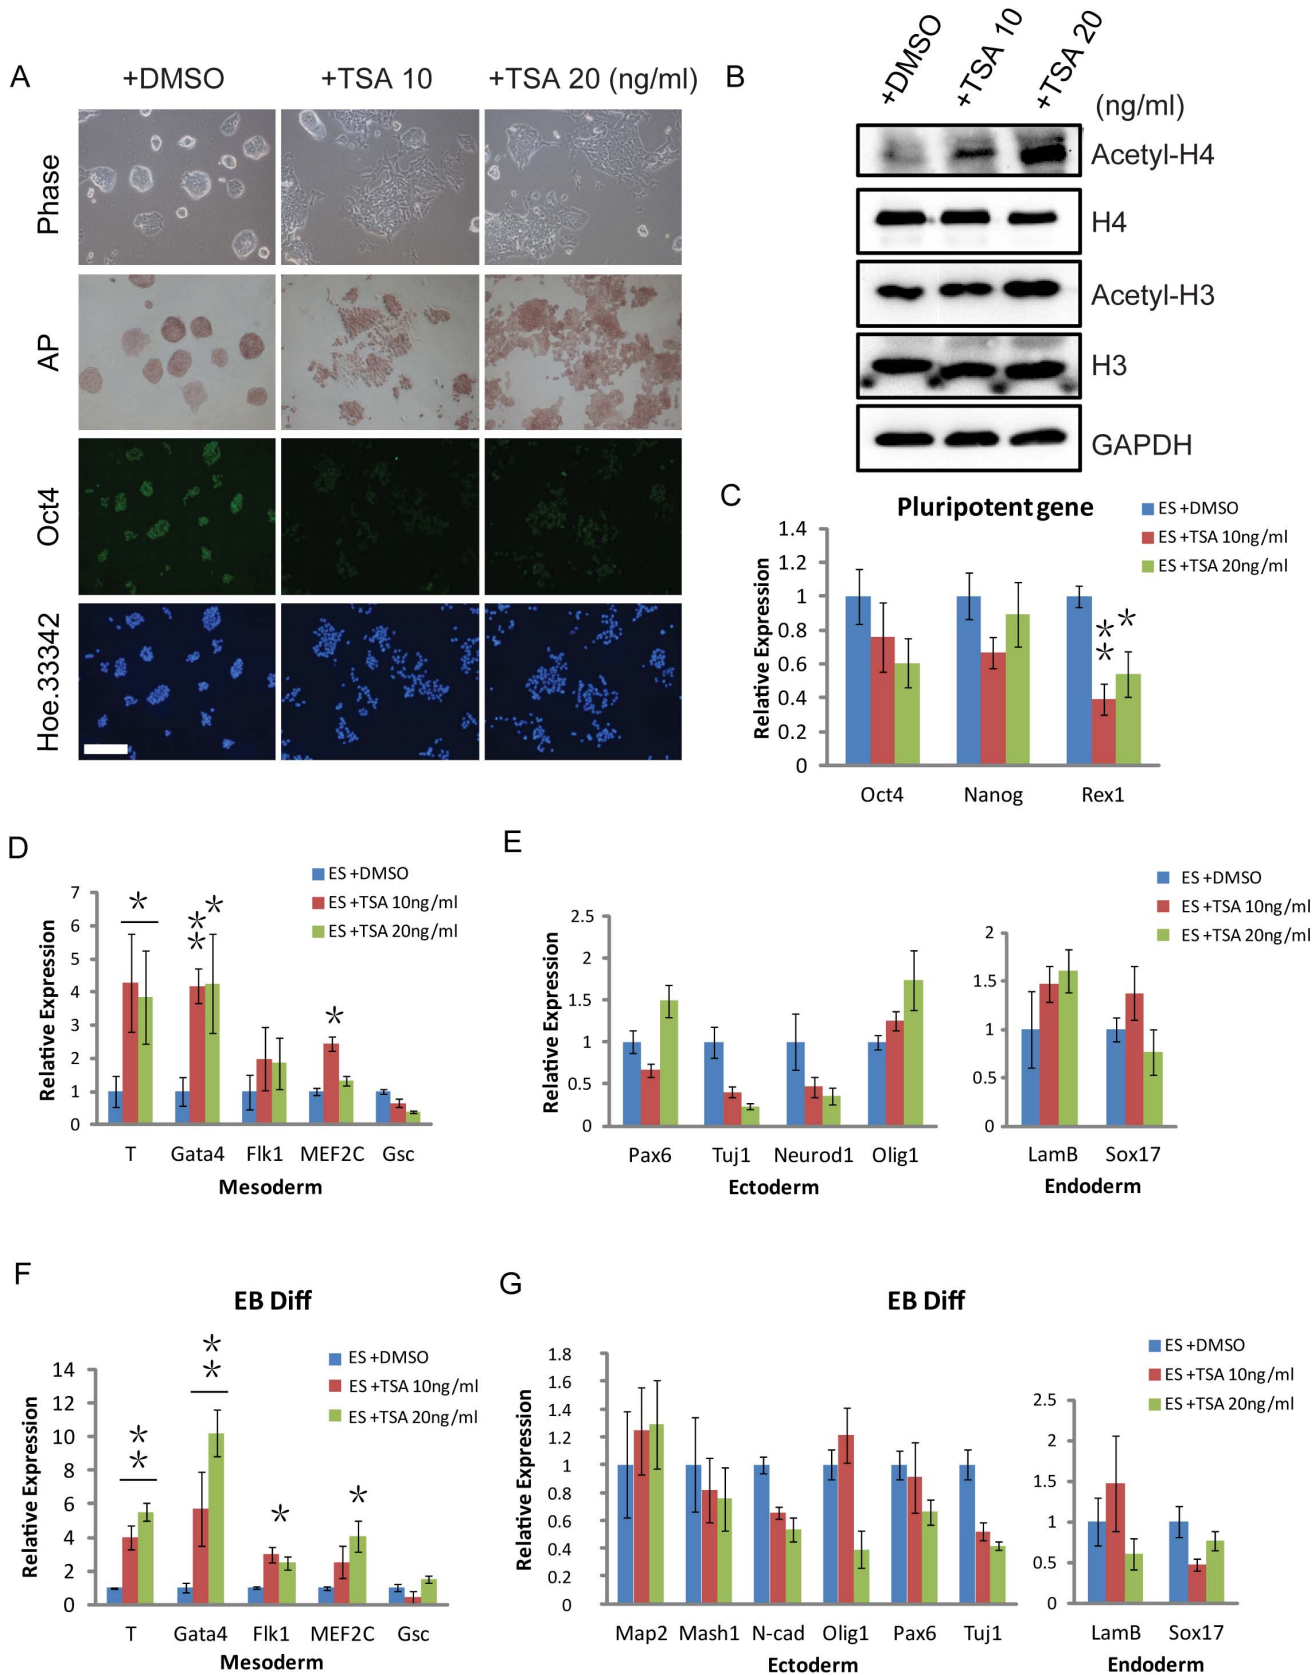 A
+DMSO
+TSA 10
+TSA 20 (ng/ml)
Phase
AP
Oct4
Hoe.33342
B
+DMSO
+TSA 10
+TSA 20
(ng/ml)
Acetyl-H4
H4
Acetyl-H3
H3
GAPDH
C
Pluripotent gene
ES +DMSO
ES +TSA 10ng/ml
ES +TSA 20ng/ml
Relative Expression
1.4
1.2
1
0.8
0.6
0.4
0.2
0
* *
*
Oct4 Nanog Rex1
D
ES +DMSO
ES +TSA 10ng/ml
ES +TSA 20ng/ml
Relative Expression
7
6
5
4
3
2
1
0
*
* *
*
*
T Gata4 Flk1 MEF2C Gsc
Mesoderm
E
ES +DMSO
ES +TSA 10ng/ml
ES +TSA 20ng/ml
Relative Expression
2.5
2
1.5
1
0.5
0
Pax6 Tuj1 Neurod1 Olig1
Ectoderm
2
1.5
1
0.5
0
LamB Sox17
Endoderm
F
EB Diff
ES +DMSO
ES +TSA 10ng/ml
ES +TSA 20ng/ml
Relative Expression
14
12
10
8
6
4
2
0
* *
* *
*
*
T Gata4 Flk1 MEF2C Gsc
Mesoderm
G
EB Diff
ES +DMSO
ES +TSA 10ng/ml
ES +TSA 20ng/ml
Relative Expression
1.8
1.6
1.4
1.2
1
0.8
0.6
0.4
0.2
0
Map2 Mash1 N-cad Olig1 Pax6 Tuj1
Ectoderm
2.5
2
1.5
1
0.5
0
LamB Sox17
Endoderm